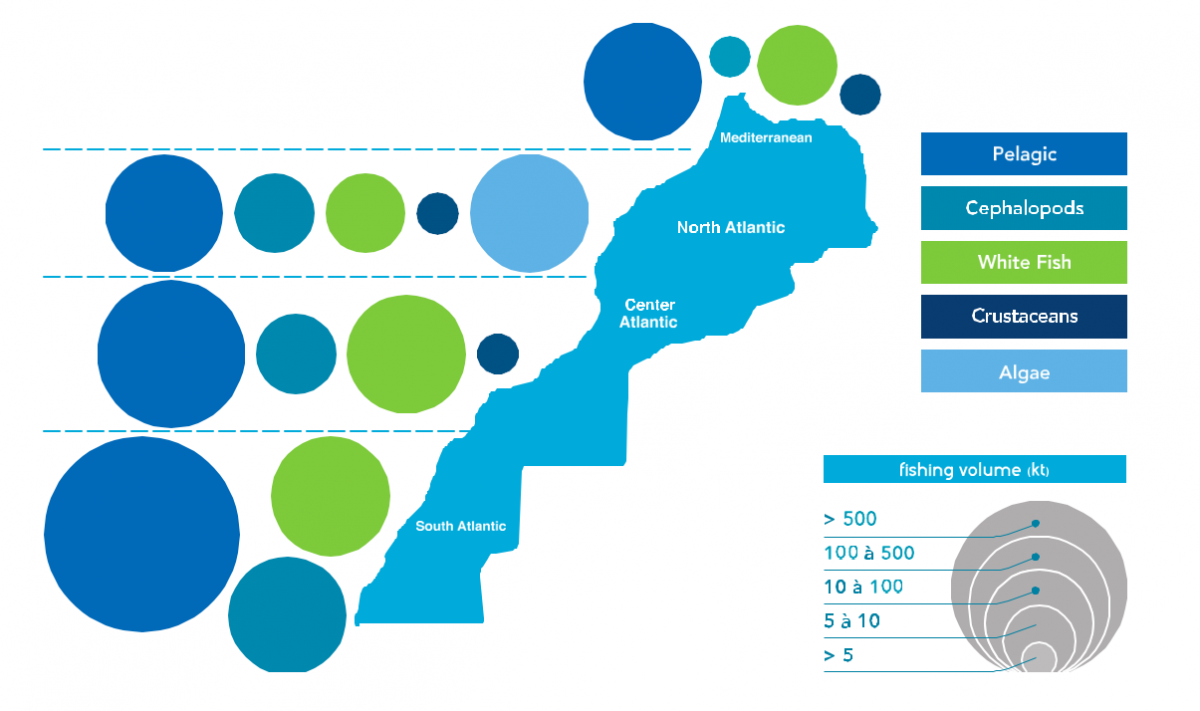 Mediterranean
North Atlantic
Center
Atlantic
South Atlantic
Pelagic
Cephalopods
White Fish
Crustaceans
Algae
fishing volume (kt)
> 500
100 à 500
10 à 100
5 à 10
> 5